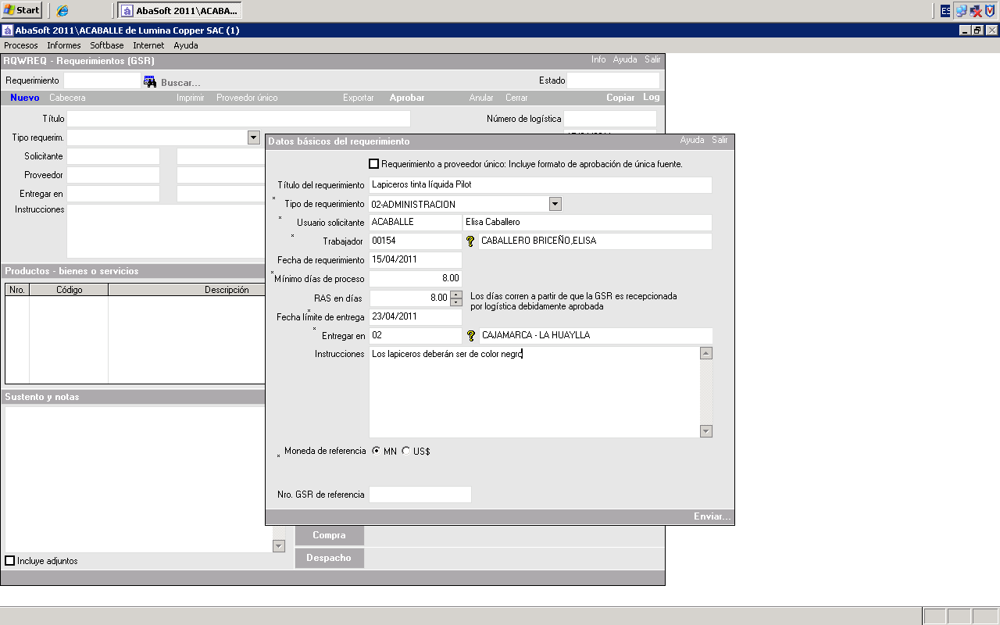 Start
AbaSoft 2011\ACABA...
ES
AbaSoft 2011\ACABALLE de Lumina Copper SAC (1)
Procesos Informes Softbase Internet Ayuda
RQWREQ - Requerimientos (GSR) Info Ayuda Salir
Requerimiento Buscar... Estado
Nuevo Cabecera Imprimir Proveedor único Exportar Aprobar Anular Cerrar Copiar Log
Título Número de logística
Tipo requerim.
Solicitante
Proveedor
Entregar en
Instrucciones
Productos - bienes o servicios
Nro. Código Descripción
Sustento y notas
Incluye adjuntos
Compra
Despacho
Datos básicos del requerimiento Ayuda Salir
Requerimiento a proveedor único: Incluye formato de aprobación de única fuente.
Título del requerimiento Lapiceros tinta líquida Pilot
* Tipo de requerimiento 02-ADMINISTRACION
* Usuario solicitante ACABALLE Elisa Caballero
* Trabajador 00154 ? CABALLERO BRICEÑO,ELISA
Fecha de requerimiento 15/04/2011
* Mínimo días de proceso 8.00
RAS en días 8.00 Los días corren a partir de que la GSR es recepcionada
por logística debidamente aprobada
* Fecha límite de entrega 23/04/2011
* Entregar en 02 ? CAJAMARCA - LA HUAYLLA
Instrucciones Los lapiceros deberán ser de color negro
* Moneda de referencia MN US$
Nro. GSR de referencia
Enviar...